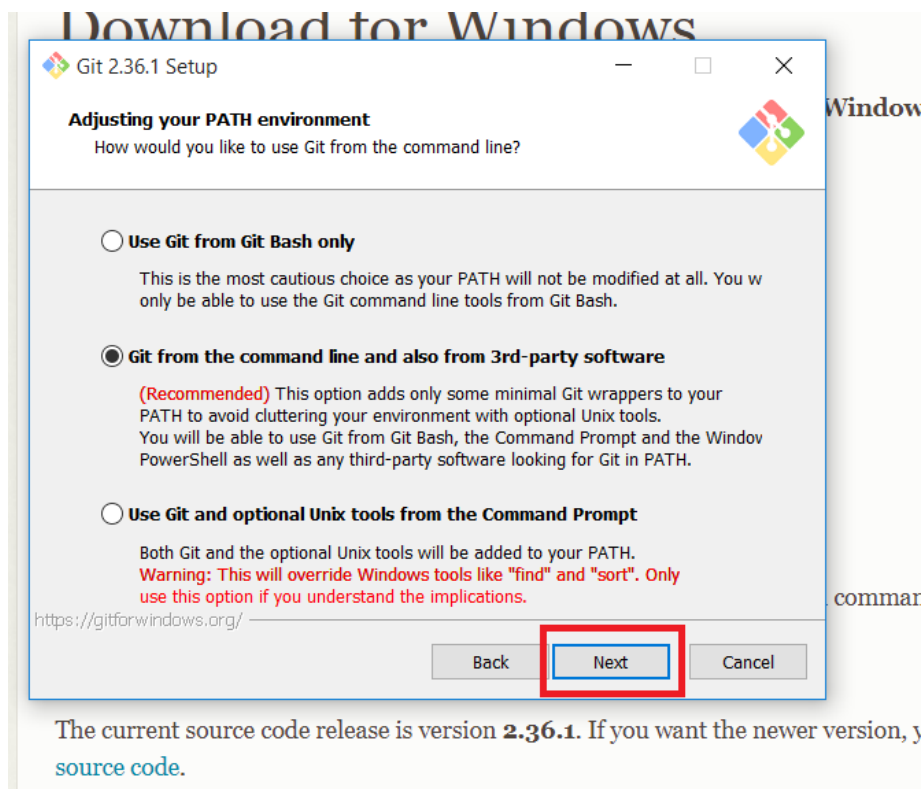 Download for Windows
Git 2.36.1 Setup
Adjusting your PATH environment
How would you like to use Git from the command line?
Window
Use Git from Git Bash only
This is the most cautious choice as your PATH will not be modified at all. You w
only be able to use the Git command line tools from Git Bash.
Git from the command line and also from 3rd-party software
(Recommended) This option adds only some minimal Git wrappers to your
PATH to avoid cluttering your environment with optional Unix tools.
You will be able to use Git from Git Bash, the Command Prompt and the Window
PowerShell as well as any third-party software looking for Git in PATH.
Use Git and optional Unix tools from the Command Prompt
Both Git and the optional Unix tools will be added to your PATH.
Warning: This will override Windows tools like "find" and "sort". Only
use this option if you understand the implications.
comman
https://gitforwindows.org/
Back Next Cancel
The current source code release is version 2.36.1. If you want the newer version, y
source code.